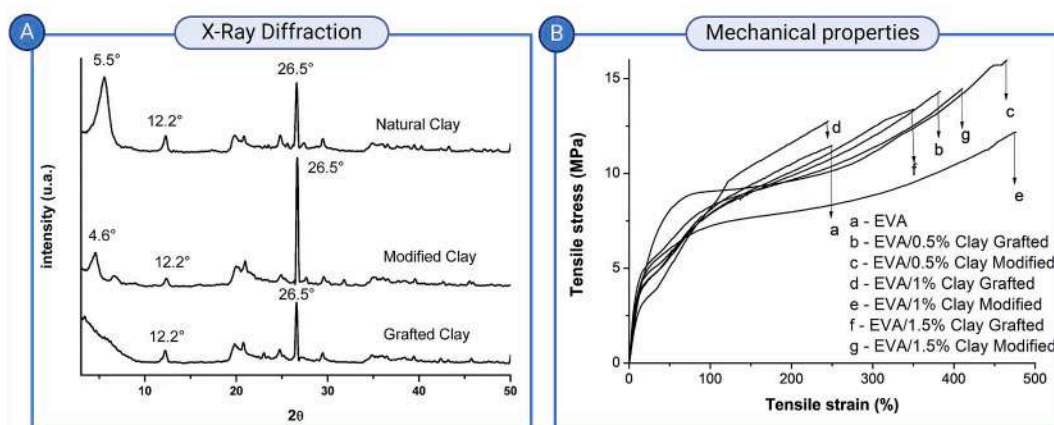 A
X-Ray Diffraction
5.5°
12.2°
26.5°
Natural Clay
26.5°
4.6°
12.2°
Modified Clay
26.5°
12.2°
Grafted Clay
intensity (u.a.)
10 20 30 40 50
2θ
B
Mechanical properties
15
10
5
0
Tensile stress (MPa)
d
a
f
b
g
c
e
a - EVA
b - EVA/0.5% Clay Grafted
c - EVA/0.5% Clay Modified
d - EVA/1% Clay Grafted
e - EVA/1% Clay Modified
f - EVA/1.5% Clay Grafted
g - EVA/1.5% Clay Modified
0 100 200 300 400 500
Tensile strain (%)